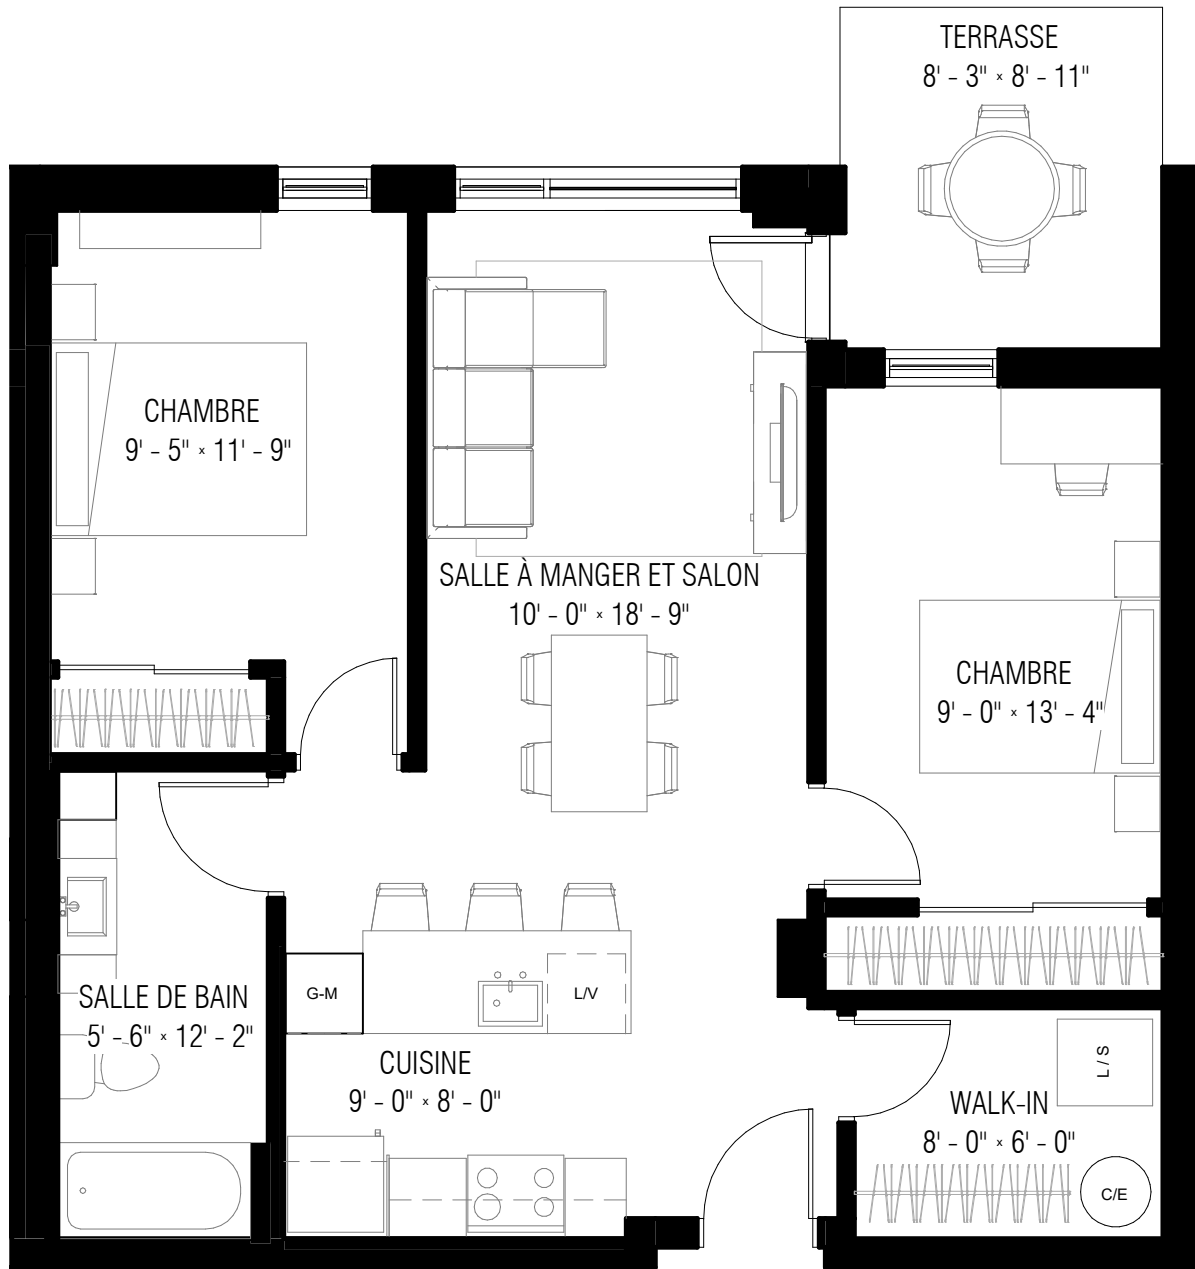 TERRASSE
8' - 3" × 8' - 11"
CHAMBRE
9' - 5" × 11' - 9"
SALLE À MANGER ET SALON
10' - 0" × 18' - 9"
CHAMBRE
9' - 0" × 13' - 4"
SALLE DE BAIN
5' - 6" × 12' - 2"
G-M
L/V
CUISINE
9' - 0" × 8' - 0"
L / S
WALK-IN
8' - 0" × 6' - 0"
C/E